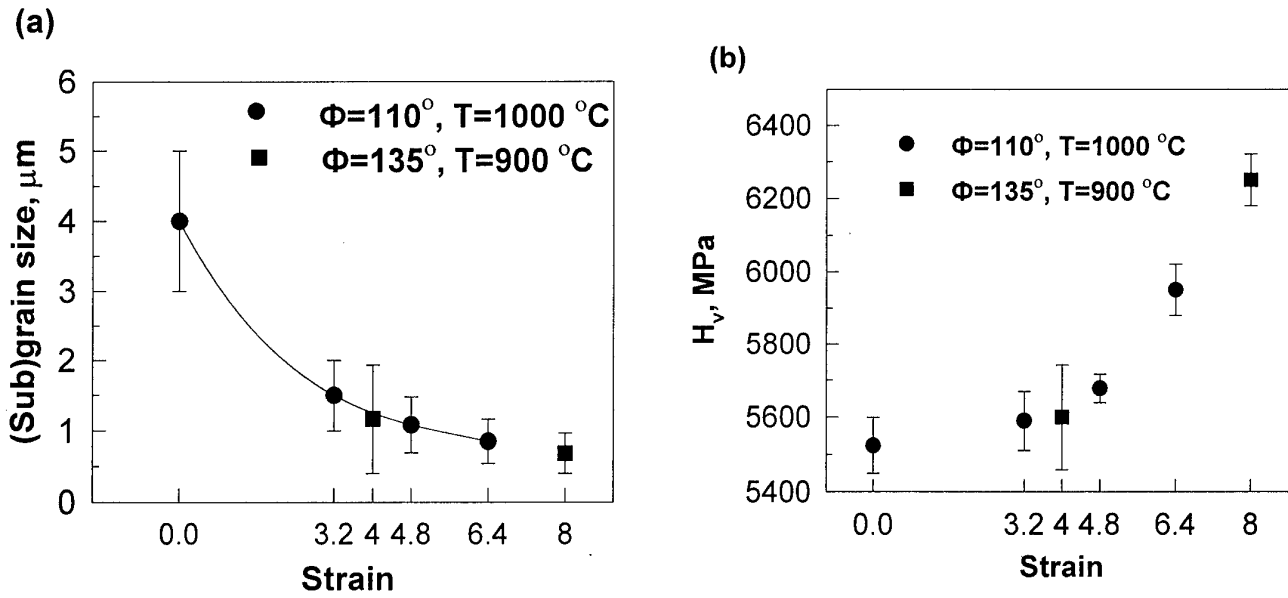 (a)
(Sub)grain size, μm
6
5
4
3
2
1
0
Φ=110°, T=1000 °C
Φ=135°, T=900 °C
0.0 3.2 4 4.8 6.4 8
Strain
(b)
H_v, MPa
6400
6200
6000
5800
5600
5400
Φ=110°, T=1000 °C
Φ=135°, T=900 °C
0.0 3.2 4 4.8 6.4 8
Strain